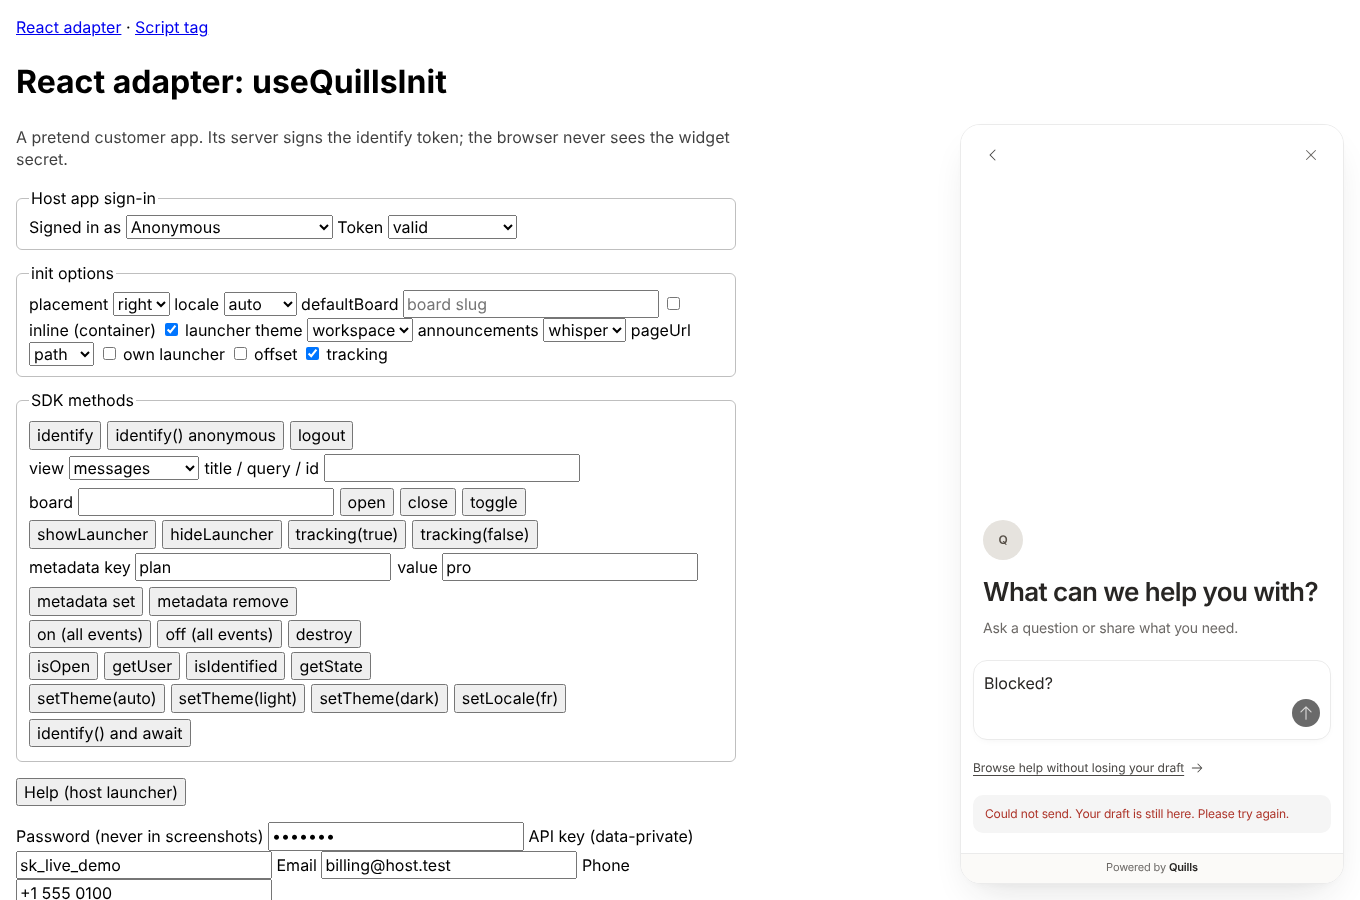 React adapter · Script tag
React adapter: useQuillsInit
A pretend customer app. Its server signs the identify token; the browser never sees the widget
secret.
Host app sign-in
Signed in as Anonymous Token valid
init options
placement right locale auto defaultBoard board slug
inline (container) launcher theme workspace announcements whisper pageUrl
path own launcher offset tracking
SDK methods
identify identify() anonymous logout
view messages title / query / id
board open close toggle
showLauncher hideLauncher tracking(true) tracking(false)
metadata key plan value pro
metadata set metadata remove
on (all events) off (all events) destroy
isOpen getUser isIdentified getState
setTheme(auto) setTheme(light) setTheme(dark) setLocale(fr)
identify() and await
Help (host launcher)
Password (never in screenshots) ••••••• API key (data-private)
sk_live_demo Email billing@host.test Phone
+1 555 0100
Q
What can we help you with?
Ask a question or share what you need.
Blocked?
Browse help without losing your draft →
Could not send. Your draft is still here. Please try again.
Powered by Quills